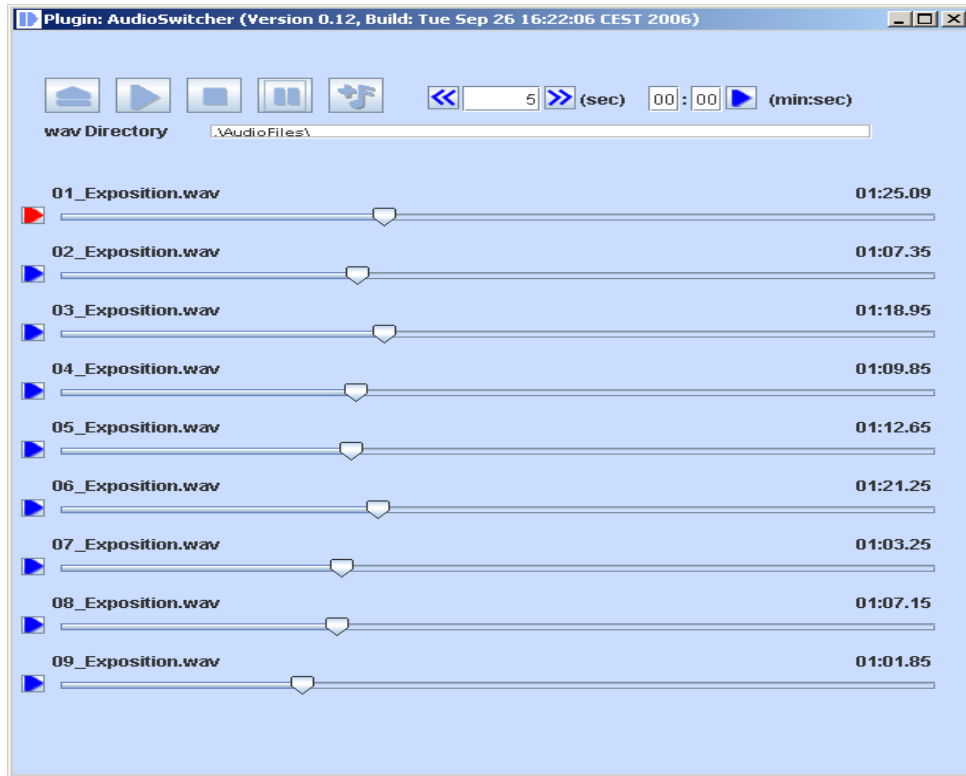 Plugin: AudioSwitcher (Version 0.12, Build: Tue Sep 26 16:22:06 CEST 2006)
5 (sec) 00 : 00 (min:sec)
wav Directory .\AudioFiles\
01_Exposition.wav 01:25.09
02_Exposition.wav 01:07.35
03_Exposition.wav 01:18.95
04_Exposition.wav 01:09.85
05_Exposition.wav 01:12.65
06_Exposition.wav 01:21.25
07_Exposition.wav 01:03.25
08_Exposition.wav 01:07.15
09_Exposition.wav 01:01.85